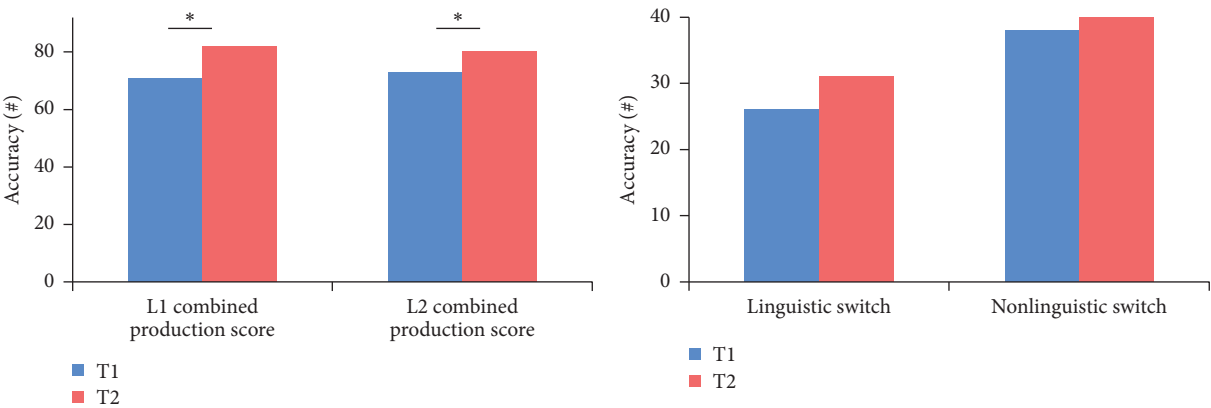 *
*
80
60
40
20
0
Accuracy (#)
L1 combined
production score
L2 combined
production score
T1
T2
40
30
20
10
0
Accuracy (#)
Linguistic switch
Nonlinguistic switch
T1
T2